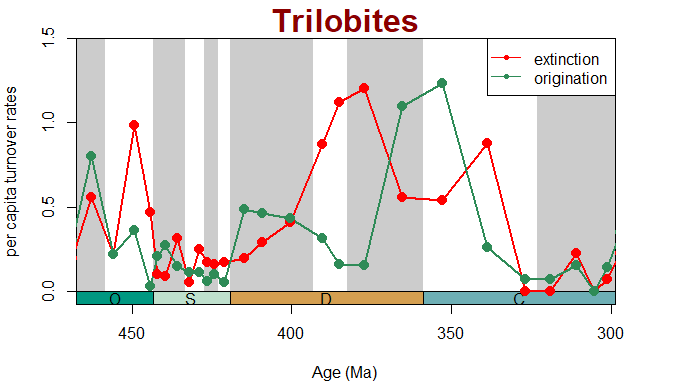 Trilobites
per capita turnover rates
1.5
1.0
0.5
0.0
extinction
origination
O
S
D
C
450
400
350
300
Age (Ma)